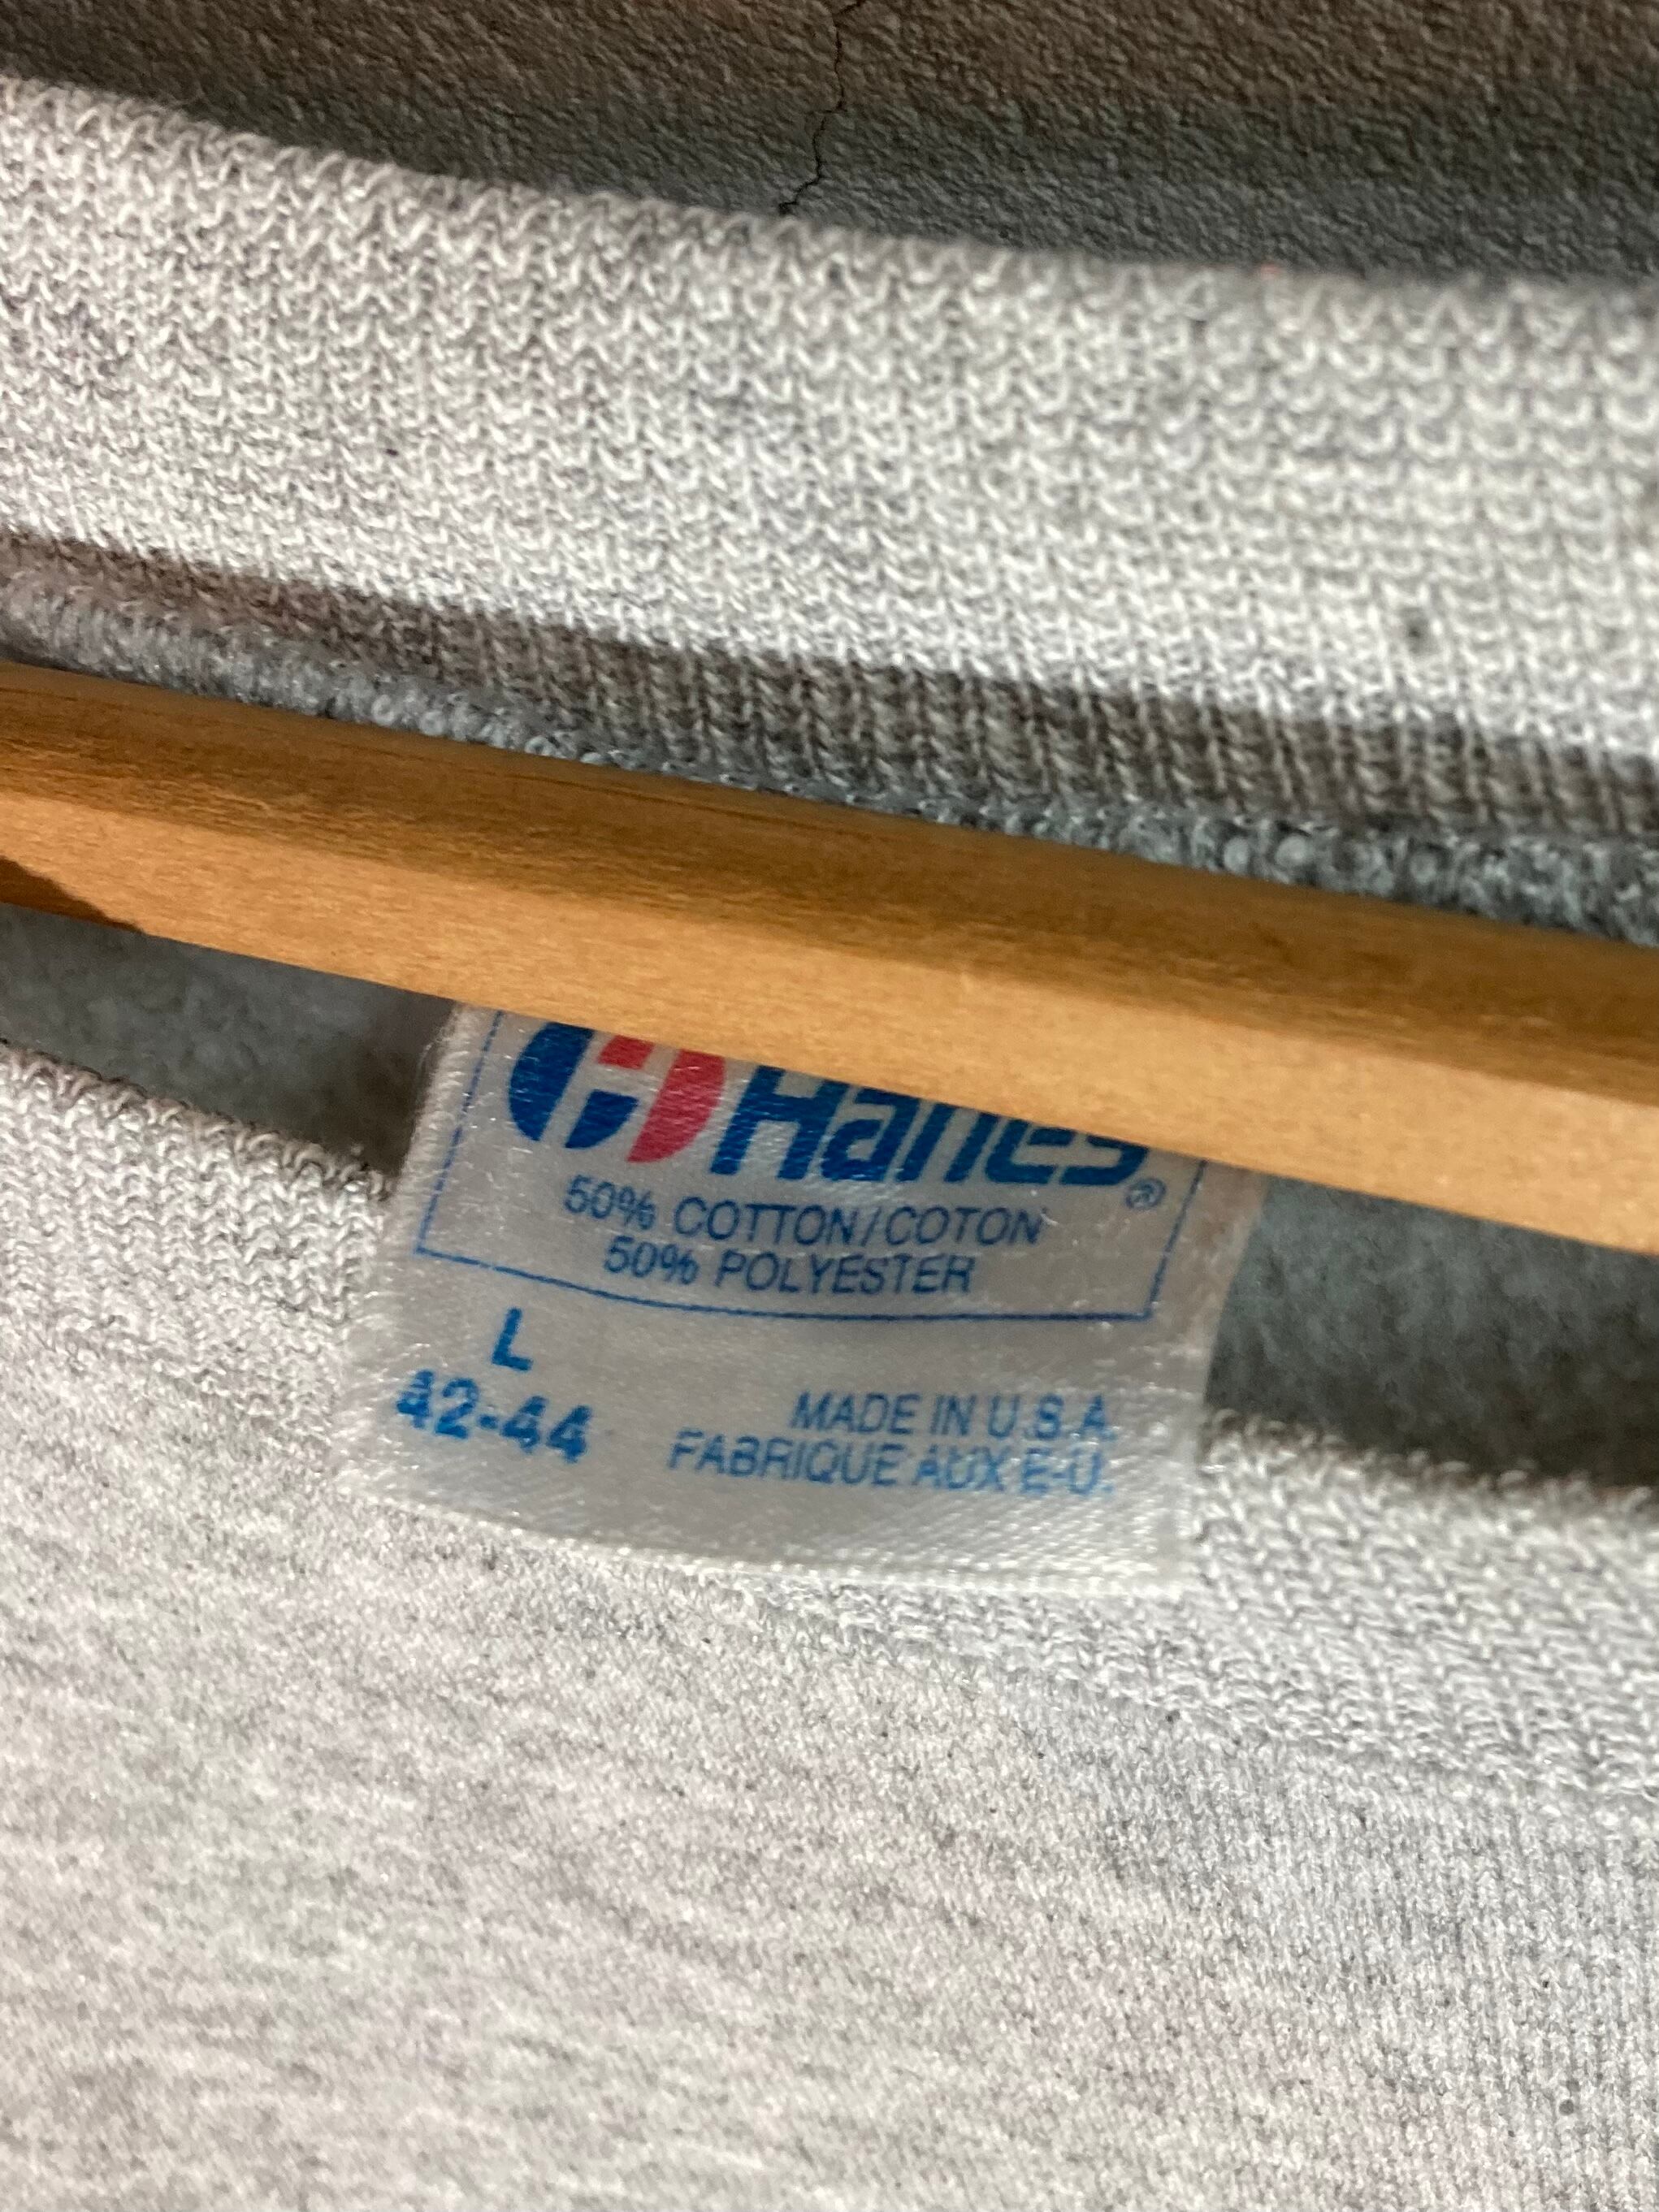 Hanes®
50% COTTON/COTON
50% POLYESTER
L
42-44
MADE IN U.S.A.
FABRIQUE AUX E-U.